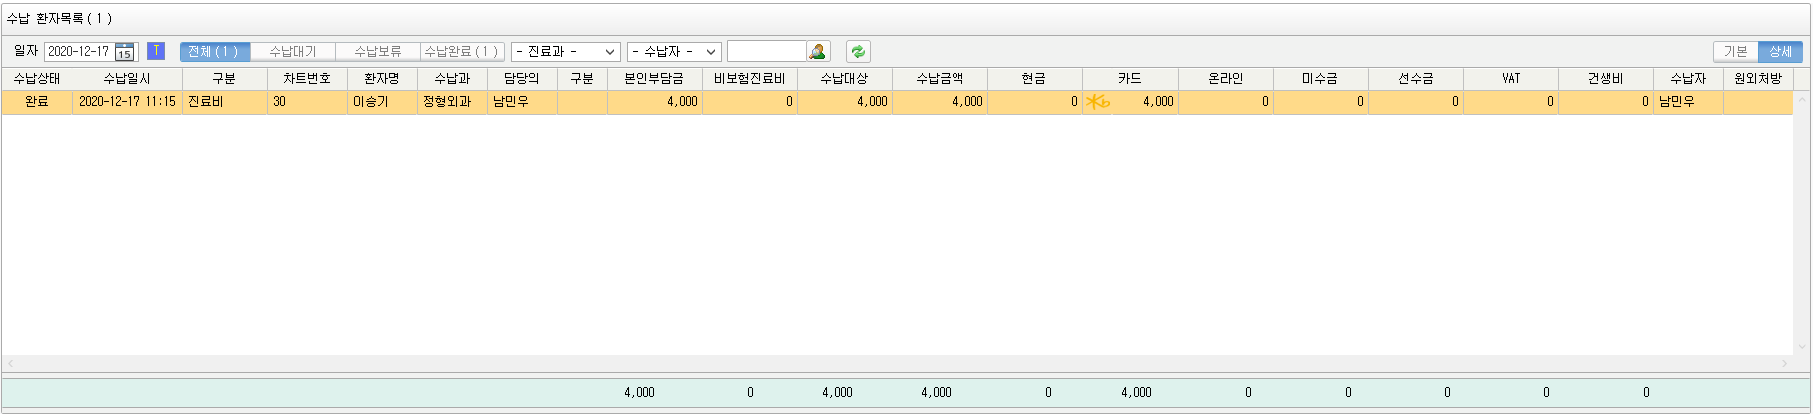 수납 환자목록 ( 1 )
일자 2020-12-17 15 T 전체 ( 1 ) 수납대기 수납보류 수납완료 ( 1 ) - 진료과 - - 수납자 - 기본 상세
수납상태 수납일시 구분 차트번호 환자명 수납과 담당의 구분 본인부담금 비보험진료비 수납대상 수납금액 현금 카드 온라인 미수금 선수금 VAT 건생비 수납자 원외처방
완료 2020-12-17 11:15 진료비 30 이승기 정형외과 남민우 4,000 0 4,000 4,000 0 4,000 0 0 0 0 0 남민우
4,000 0 4,000 4,000 0 4,000 0 0 0 0 0